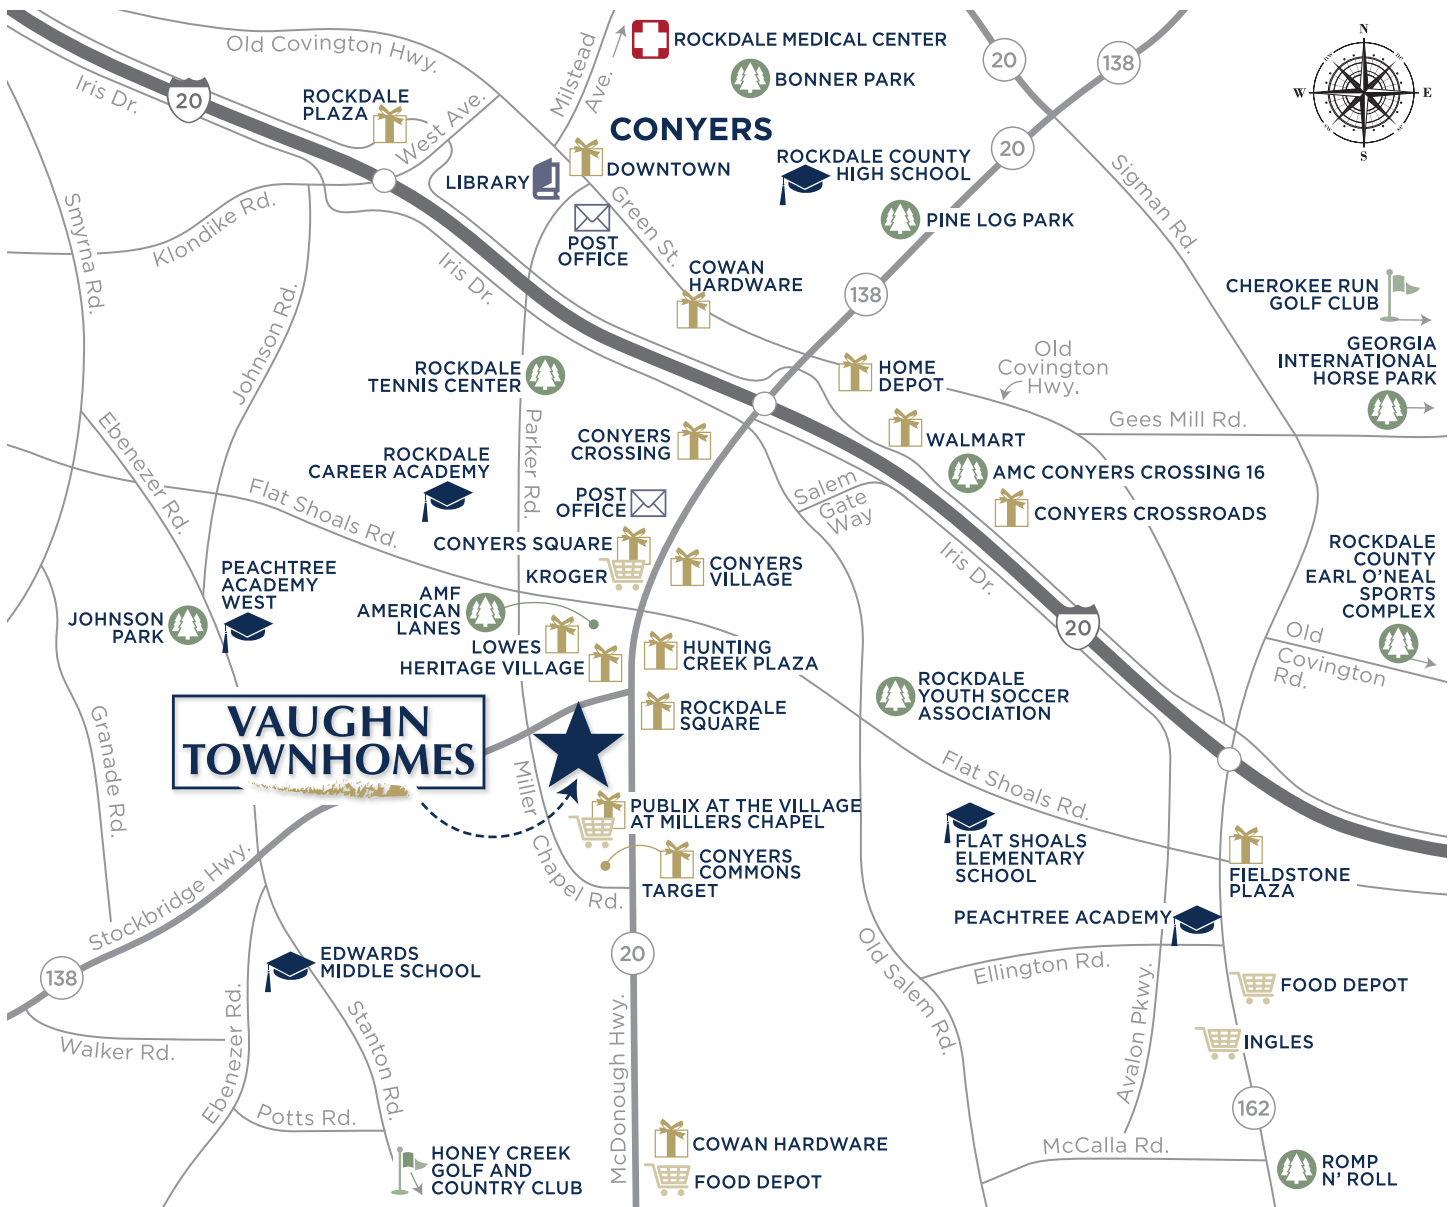 Old Covington Hwy.
Milstead
Ave.
ROCKDALE MEDICAL CENTER
BONNER PARK
20
138
N
nw
ne
W
E
sw
se
S
Iris Dr.
20
ROCKDALE
PLAZA
West Ave.
CONYERS
DOWNTOWN
LIBRARY
ROCKDALE COUNTY
HIGH SCHOOL
20
Sigman Rd.
Smyrna Rd.
Klondike Rd.
POST
OFFICE
Green St.
PINE LOG PARK
Iris Dr.
COWAN
HARDWARE
138
CHEROKEE RUN
GOLF CLUB
Johnson Rd.
ROCKDALE
TENNIS CENTER
HOME
DEPOT
Old
Covington
Hwy.
GEORGIA
INTERNATIONAL
HORSE PARK
Gees Mill Rd.
Ebenezer Rd.
Parker Rd.
CONYERS
CROSSING
WALMART
ROCKDALE
CAREER ACADEMY
AMC CONYERS CROSSING 16
Flat Shoals Rd.
POST
OFFICE
Salem
Gate
Way
CONYERS CROSSROADS
CONYERS SQUARE
KROGER
CONYERS
VILLAGE
Iris Dr.
ROCKDALE
COUNTY
EARL O'NEAL
SPORTS
COMPLEX
PEACHTREE
ACADEMY
WEST
JOHNSON
PARK
AMF
AMERICAN
LANES
LOWES
HERITAGE VILLAGE
HUNTING
CREEK PLAZA
20
Old
Covington
Rd.
ROCKDALE
YOUTH SOCCER
ASSOCIATION
ROCKDALE
SQUARE
VAUGHN
TOWNHOMES
Granade Rd.
Miller Chapel Rd.
Flat Shoals Rd.
PUBLIX AT THE VILLAGE
AT MILLERS CHAPEL
CONYERS
COMMONS
TARGET
FLAT SHOALS
ELEMENTARY
SCHOOL
FIELDSTONE
PLAZA
Stockbridge Hwy.
PEACHTREE ACADEMY
138
EDWARDS
MIDDLE SCHOOL
20
Old Salem Rd.
Ellington Rd.
FOOD DEPOT
Walker Rd.
Ebenezer Rd.
Stanton Rd.
McDonough Hwy.
Avalon Pkwy.
INGLES
Potts Rd.
162
COWAN HARDWARE
McCalla Rd.
HONEY CREEK
GOLF AND
COUNTRY CLUB
FOOD DEPOT
ROMP
N' ROLL